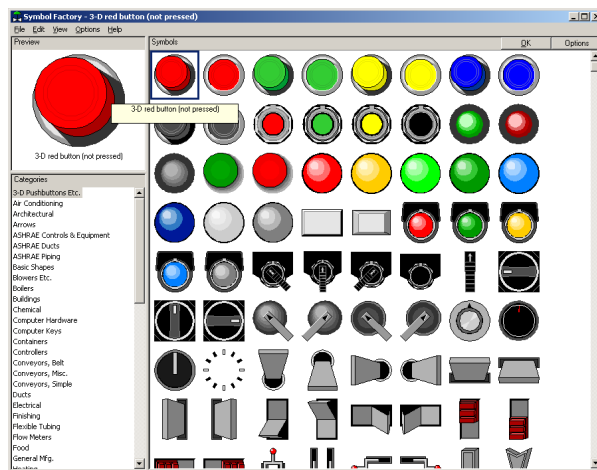 Symbol Factory - 3-D red button (not pressed)
File Edit View Options Help
Preview
Symbols
OK
Options
3-D red button (not pressed)
3-D red button (not pressed)
Categories
3-D Pushbuttons Etc.
Air Conditioning
Architectural
Arrows
ASHRAE Controls & Equipment
ASHRAE Ducts
ASHRAE Piping
Basic Shapes
Blowers Etc.
Boilers
Buildings
Chemical
Computer Hardware
Computer Keys
Containers
Controllers
Conveyors, Belt
Conveyors, Misc.
Conveyors, Simple
Ducts
Electrical
Finishing
Flexible Tubing
Flow Meters
Food
General Mfg.
Heating